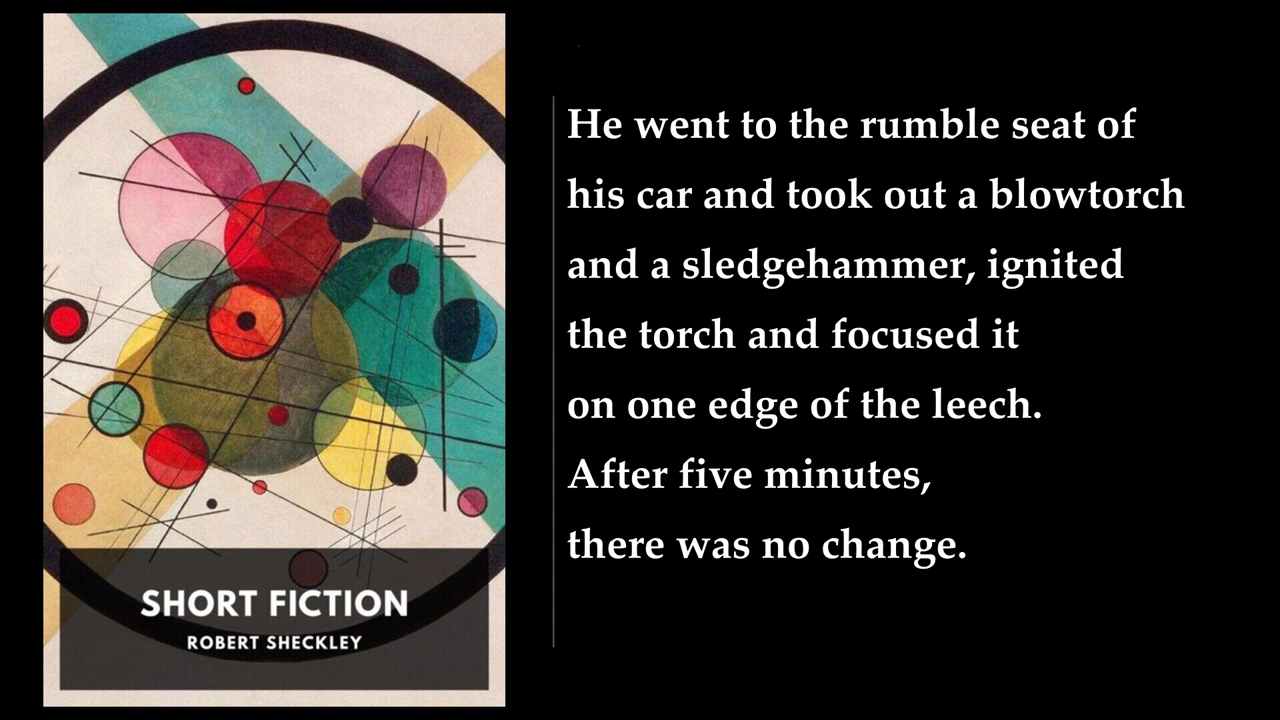 SHORT FICTION
ROBERT SHECKLEY
He went to the rumble seat of
his car and took out a blowtorch
and a sledgehammer, ignited
the torch and focused it
on one edge of the leech.
After five minutes,
there was no change.